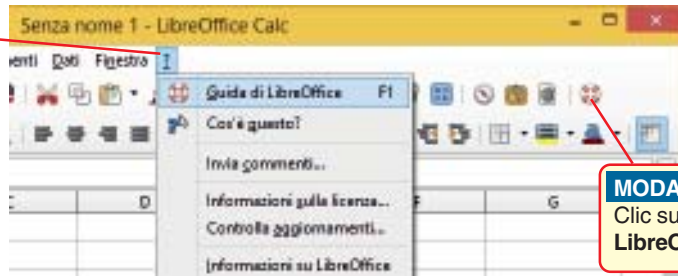 Senza nome 1 - LibreOffice Calc
enti Dati Finestra ?
Guida di LibreOffice F1
Cos'è questo?
Invia commenti...
Informazioni sulla licenza...
Controlla aggiornamenti...
Informazioni su LibreOffice
D
F
G
MODA
Clic su
LibreO